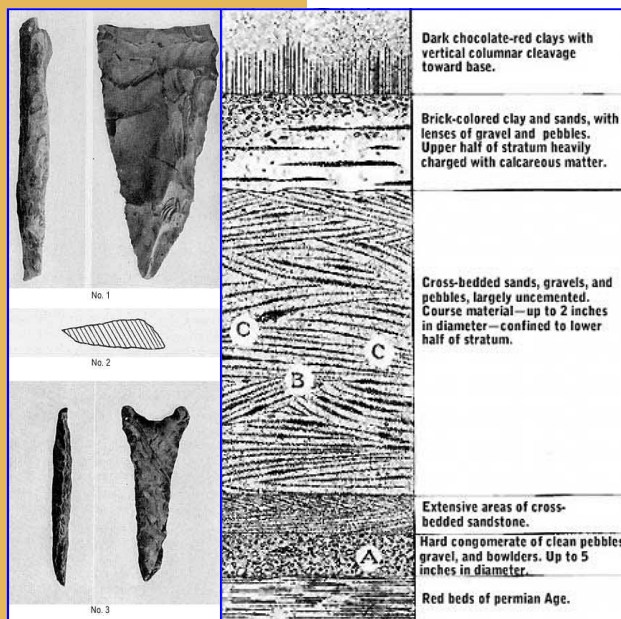 No. 1
No. 2
No. 3
Dark chocolate-red clays with
vertical columnar cleavage
toward base.
Brick-colored clay and sands, with
lenses of gravel and pebbles.
Upper half of stratum heavily
charged with calcareous matter.
Cross-bedded sands, gravels, and
pebbles, largely uncemented.
Course material—up to 2 inches
in diameter—confined to lower
half of stratum.
C
C
B
Extensive areas of cross-
bedded sandstone.
Hard congomerate of clean pebbles,
gravel, and bowlders. Up to 5
inches in diameter.
A
Red beds of permian Age.